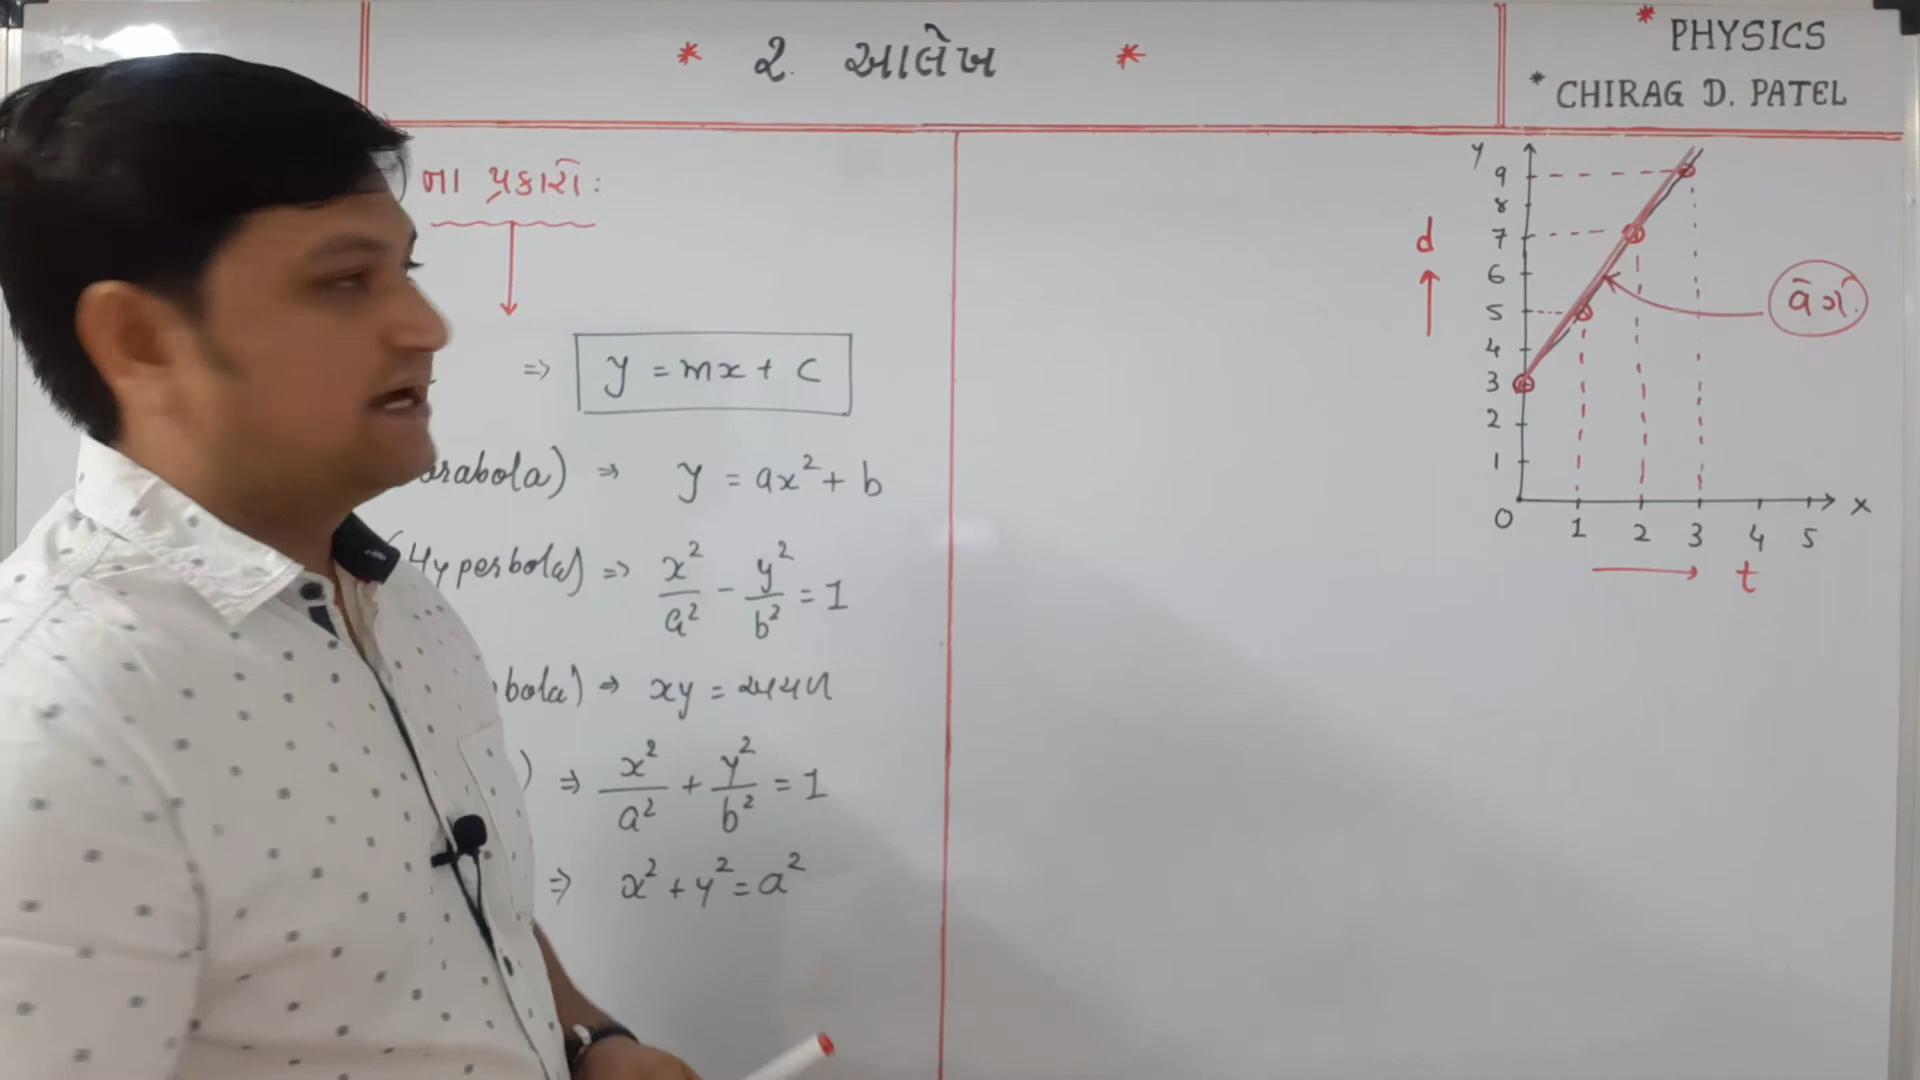 * ૨. આલેખ *
* PHYSICS
* CHIRAG D. PATEL
ના પ્રકારો :
⇒ y = mx + c
arabola) ⇒ y = ax² + b
(Hyperbola) ⇒ x²/a² - y²/b² = 1
bola) ⇒ xy = અચળ
) ⇒ x²/a² + y²/b² = 1
⇒ x² + y² = a²
y
9
8
7
6
5
4
3
2
1
d
વેગ
0 1 2 3 4 5 x
t